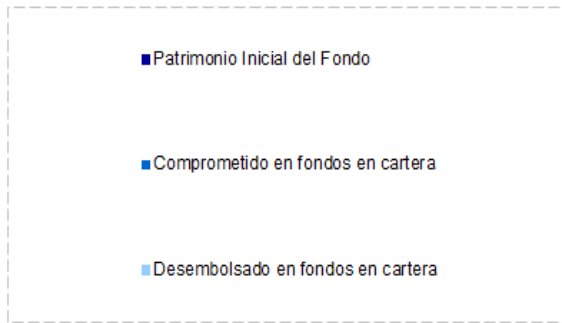 Patrimonio Inicial del Fondo
Comprometido en fondos en cartera
Desembolsado en fondos en cartera